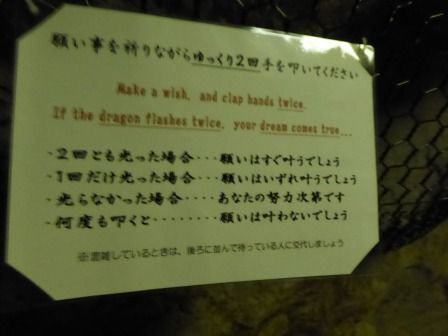 願い事を祈りながらゆっくり2回手を叩いてください
Make a wish, and clap hands twice.
If the dragon flashes twice, your dream comes true...
・2回とも光った場合・・・願いはすぐ叶うでしょう
・1回だけ光った場合・・・願いはいずれ叶うでしょう
・光らなかった場合・・・・あなたの努力次第です
・何度も叩くと・・・・・・・・願いは叶わないでしょう
※混雑しているときは、後ろに並んで待っている人に交代しましょう